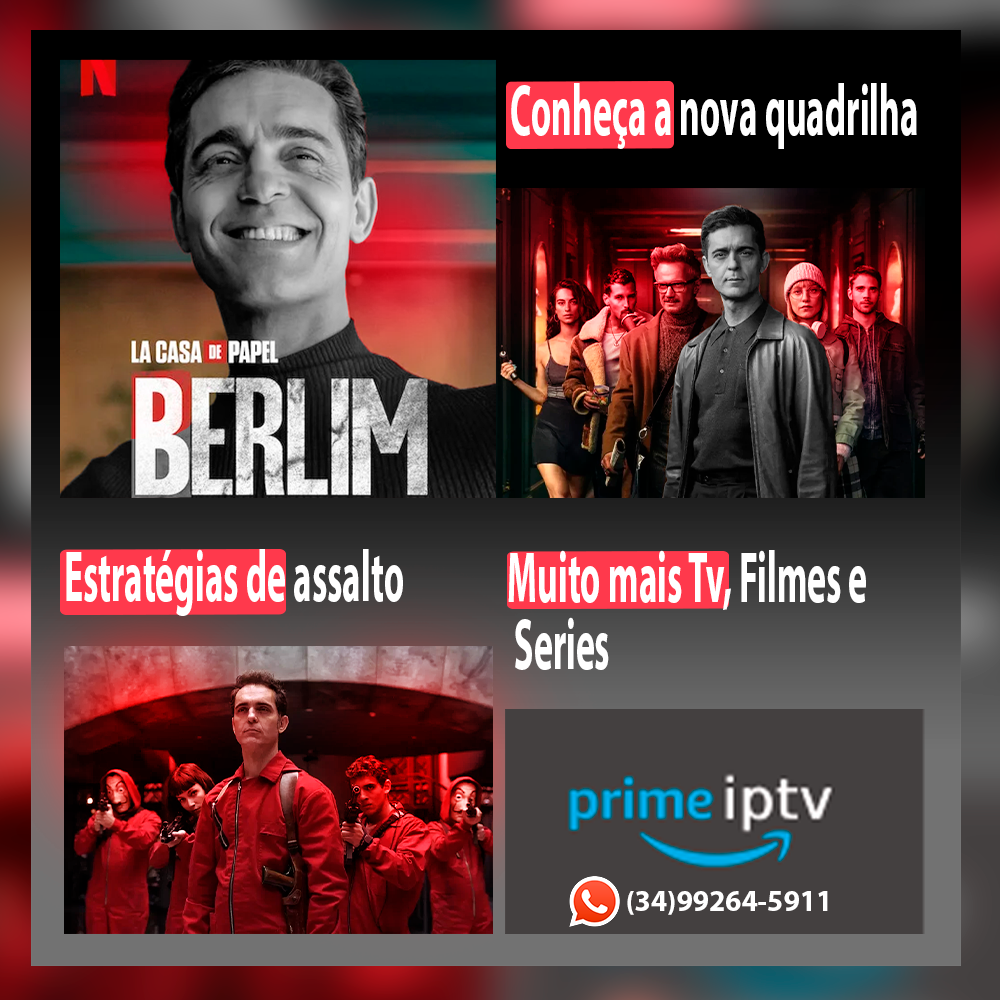 N
LA CASA DE PAPEL
BERLIM
Conheça a nova quadrilha
Estratégias de assalto
Muito mais Tv, Filmes e
Series
prime iptv
(34)99264-5911